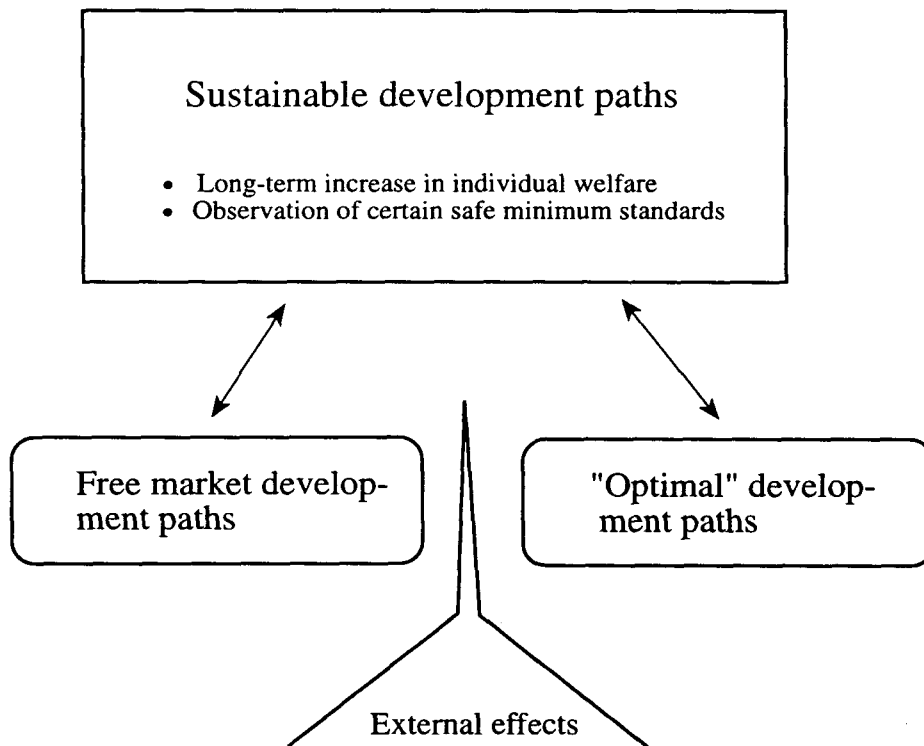 Sustainable development paths
• Long-term increase in individual welfare
• Observation of certain safe minimum standards
Free market develop-
ment paths
"Optimal" develop-
ment paths
External effects